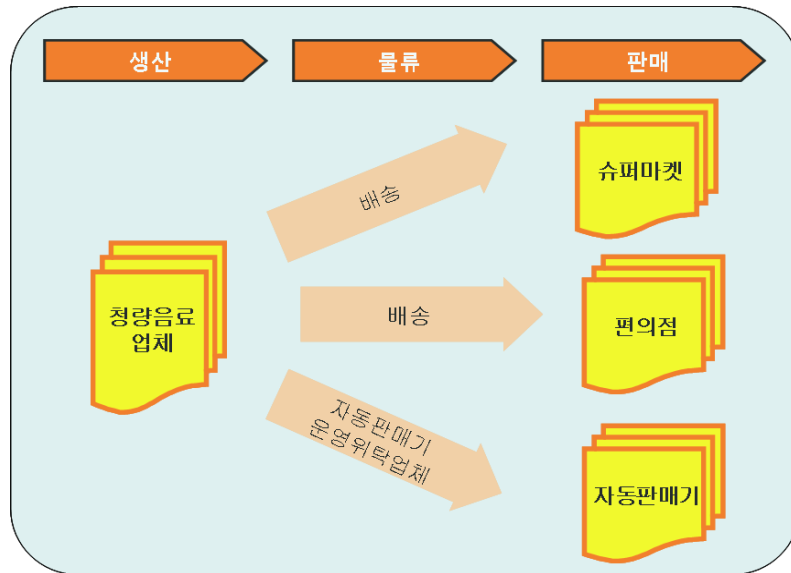 생산
물류
판매
배송
슈퍼마켓
청량음료
업체
배송
편의점
자동판매기
운영위탁업체
자동판매기